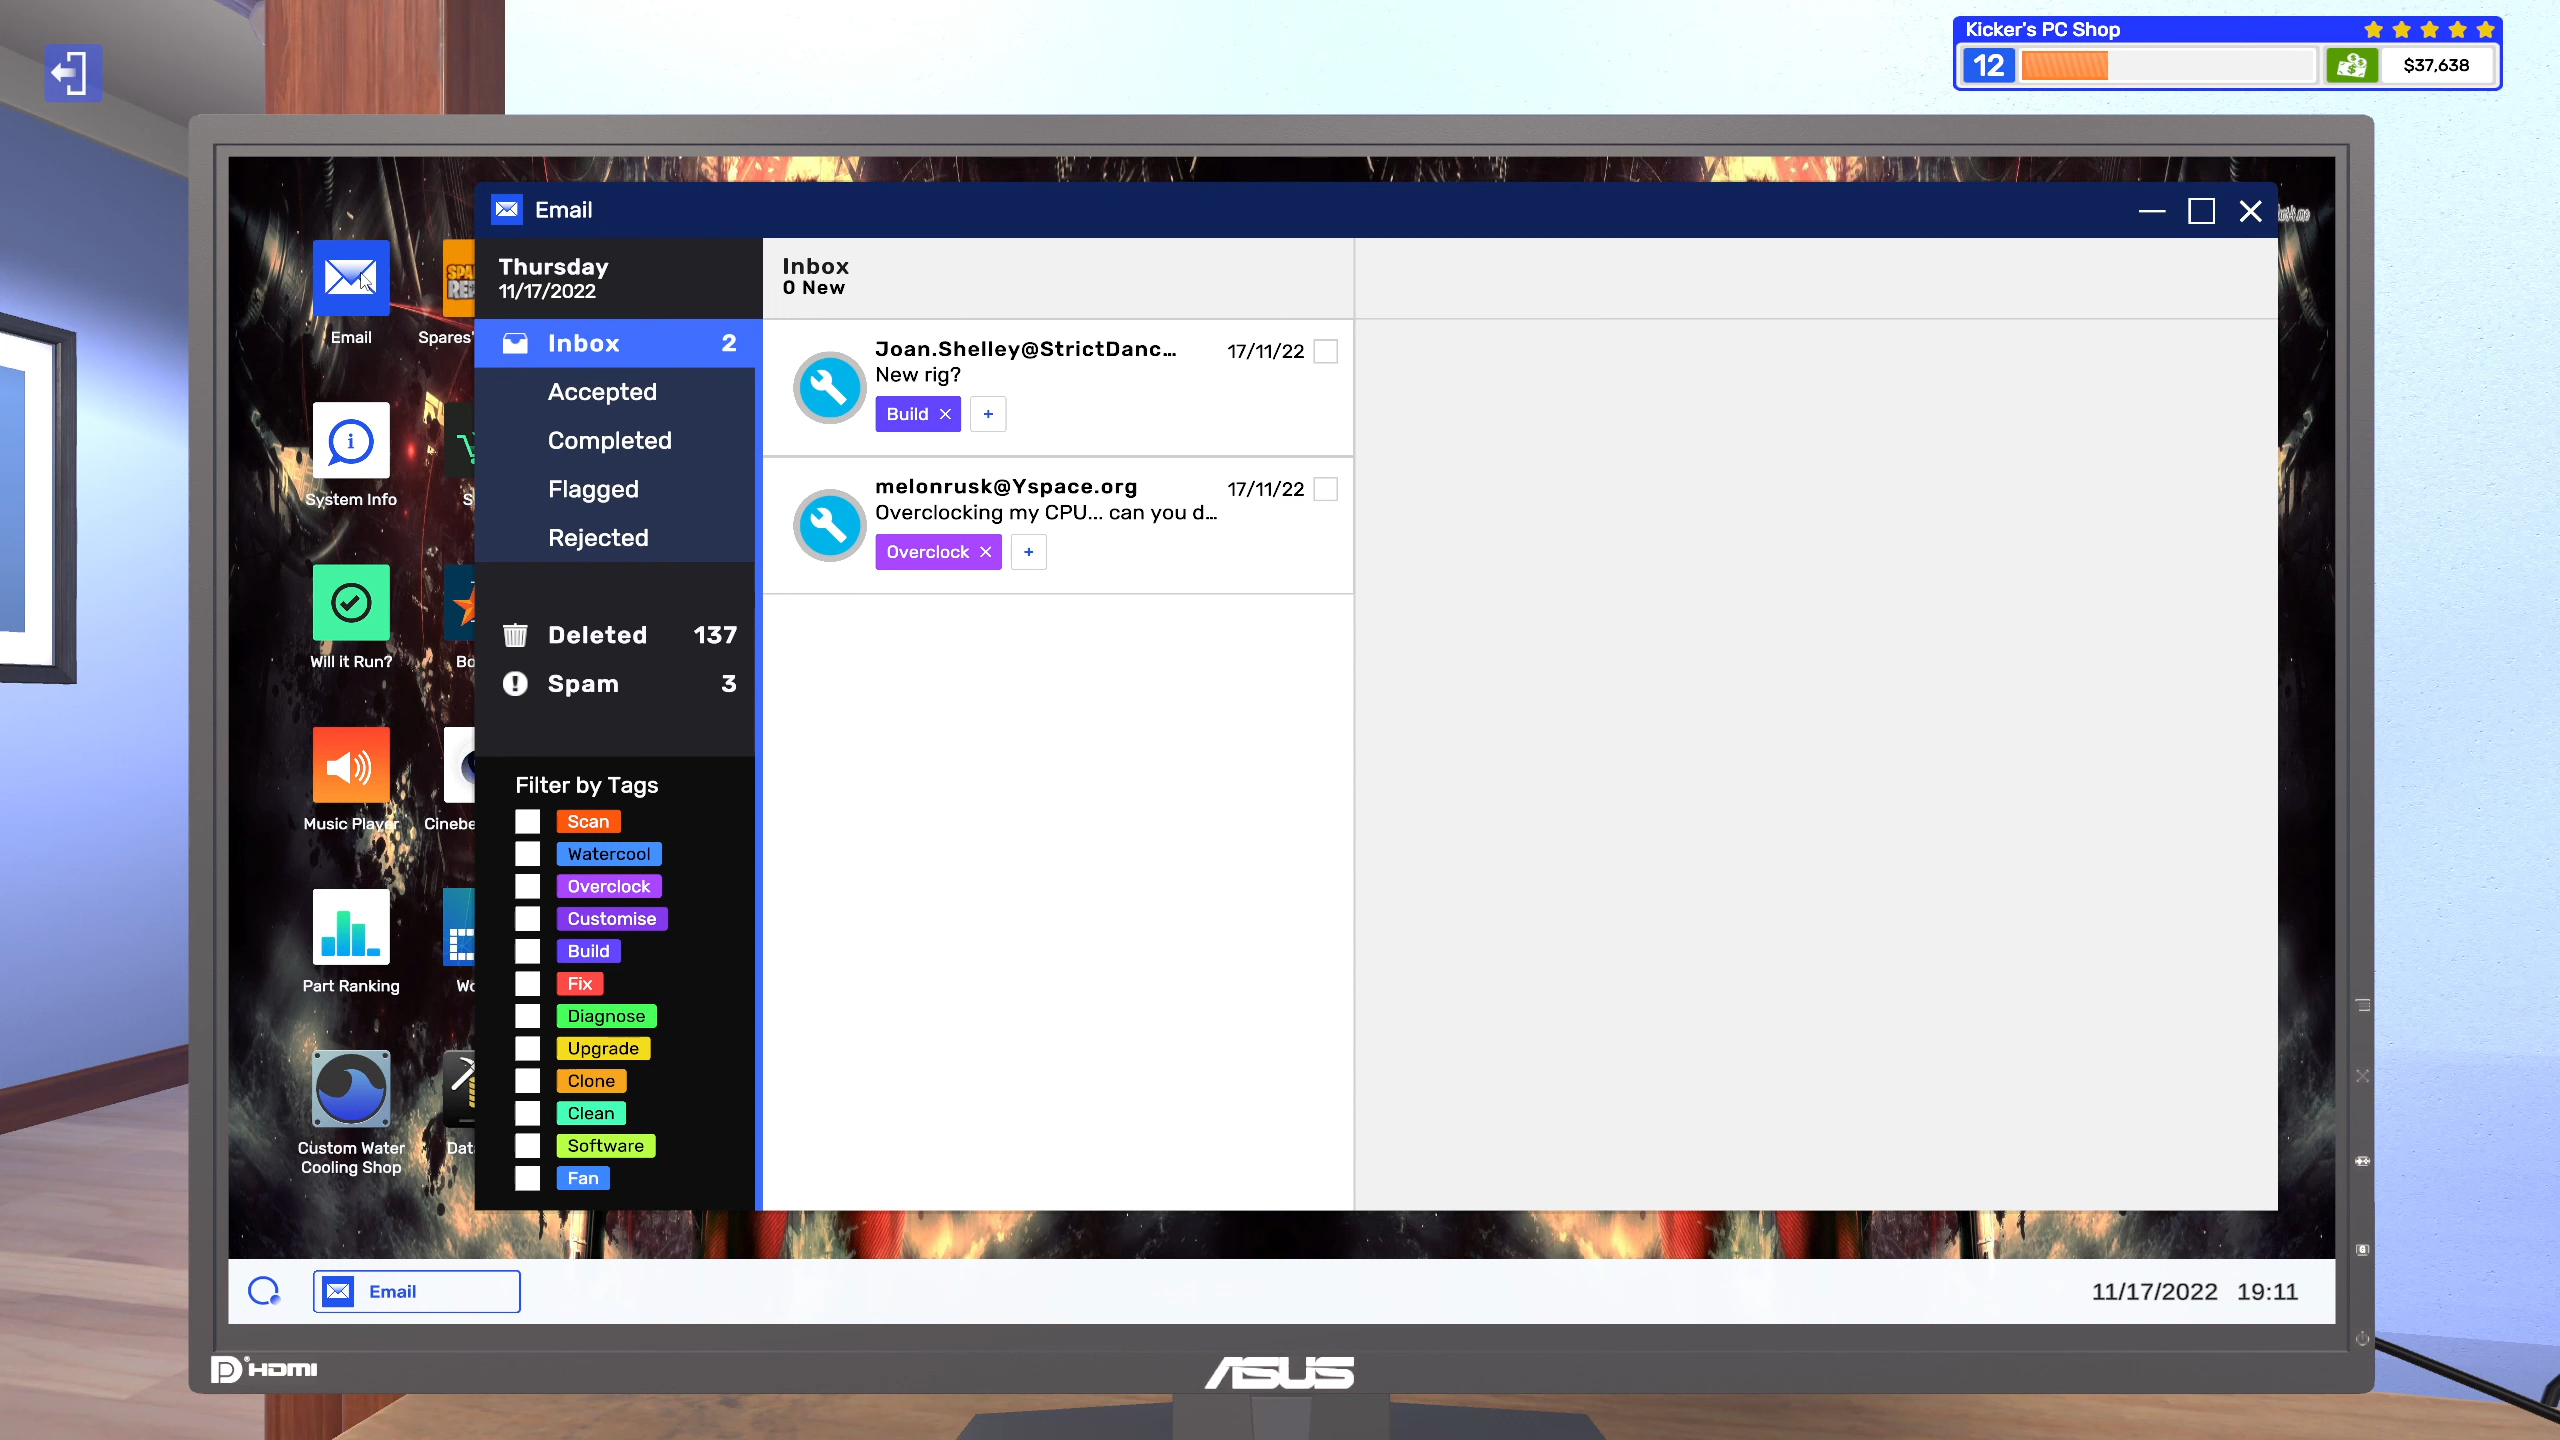 Kicker's PC Shop
12
$37,638
Email
Thursday
11/17/2022
Inbox
0 New
Inbox 2
Accepted
Completed
Flagged
Rejected
Deleted 137
Spam 3
Filter by Tags
Scan
Watercool
Overclock
Customise
Build
Fix
Diagnose
Upgrade
Clone
Clean
Software
Fan
Joan.Shelley@StrictDanc...
17/11/22
New rig?
Build × +
melonrusk@Yspace.org
17/11/22
Overclocking my CPU... can you d...
Overclock × +
Email
Spares'
System Info
S
Will it Run?
Bo
Music Player
Cinebe
Part Ranking
Wo
Custom Water
Cooling Shop
Dat
Email
11/17/2022 19:11
HDMI
ASUS